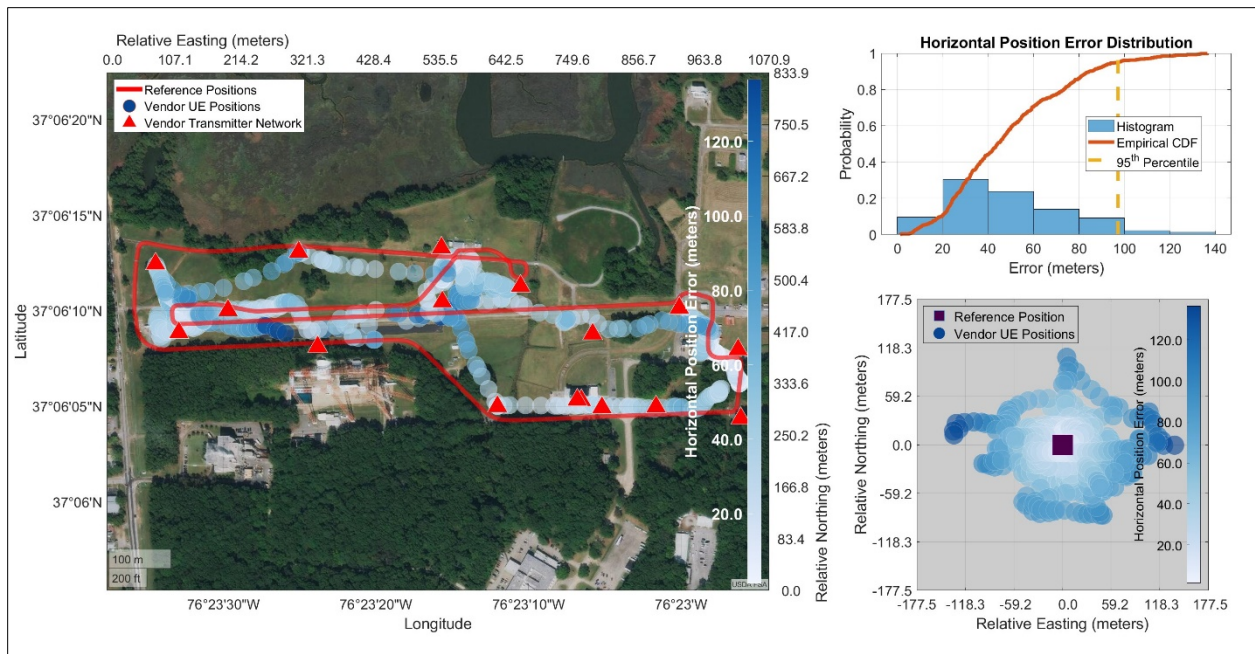 Relative Easting (meters)
0.0 107.1 214.2 321.3 428.4 535.5 642.5 749.6 856.7 963.8 1070.9
Reference Positions
Vendor UE Positions
Vendor Transmitter Network
37°06'20"N
37°06'15"N
37°06'10"N
37°06'05"N
37°06'N
Latitude
76°23'30"W 76°23'20"W 76°23'10"W 76°23'W
Longitude
100 m
200 ft
120.0
100.0
80.0
60.0
40.0
20.0
Horizontal Position Error (meters)
833.9
750.5
667.2
583.8
500.4
417.0
333.6
250.2
166.8
83.4
0.0
Relative Northing (meters)
Horizontal Position Error Distribution
1
0.8
0.6
0.4
0.2
0
Probability
Histogram
Empirical CDF
95th Percentile
0 20 40 60 80 100 120 140
Error (meters)
177.5
118.3
59.2
0.0
-59.2
-118.3
-177.5
Relative Northing (meters)
Reference Position
Vendor UE Positions
120.0
100.0
80.0
60.0
40.0
20.0
Horizontal Position Error (meters)
-177.5 -118.3 -59.2 0.0 59.2 118.3 177.5
Relative Easting (meters)